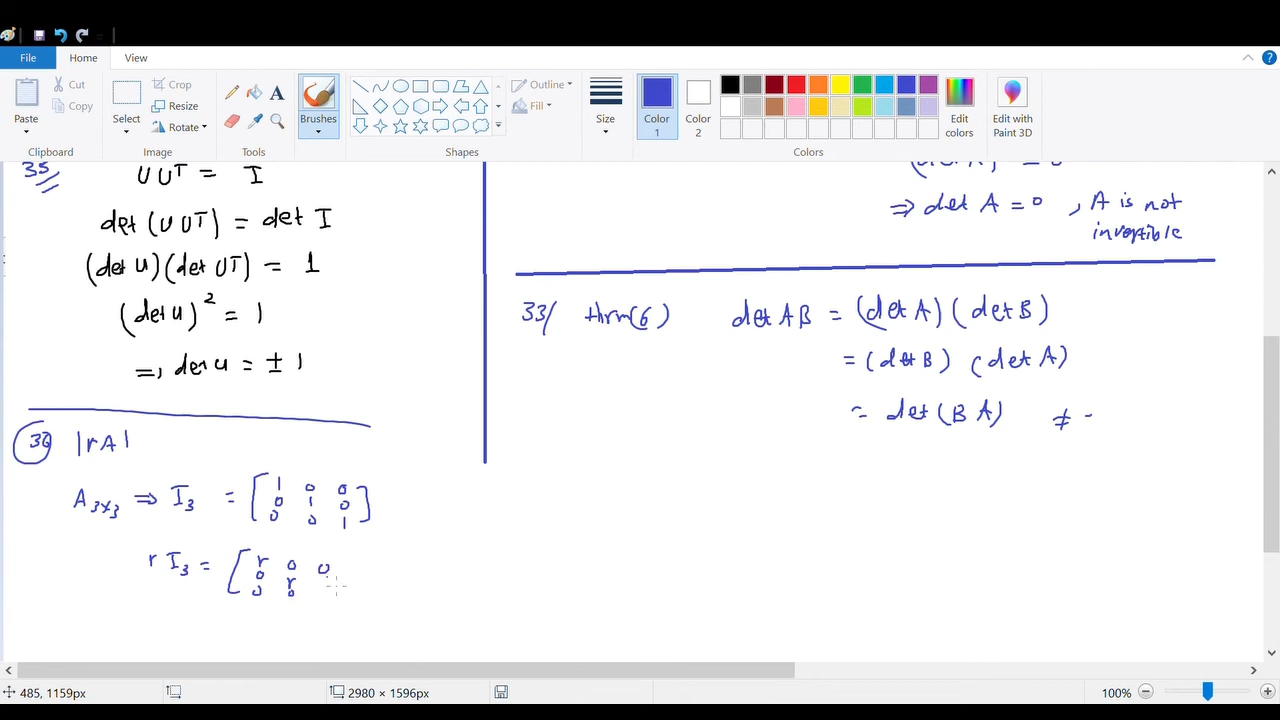 File Home View
Paste Cut Copy Select Crop Resize Rotate Brushes Outline Fill Size Color 1 Color 2 Edit colors Edit with Paint 3D
Clipboard Image Tools Shapes Colors
35
U U^T = I
det (U U^T) = det I
(det U) (det U^T) = 1
(det U)^2 = 1
=> det U = ± 1
36 |rA|
A_3x3 ⇒ I_3 = [ 1 0 0
0 1 0
0 0 1 ]
r I_3 = [ r 0 0
0 r
0 0
⇒ det A = 0 , A is not
invertible
33/ thrm(6) det AB = (det A) (det B)
= (det B) (det A)
= det (B A) ≠ -
485, 1159px 2980 × 1596px 100%